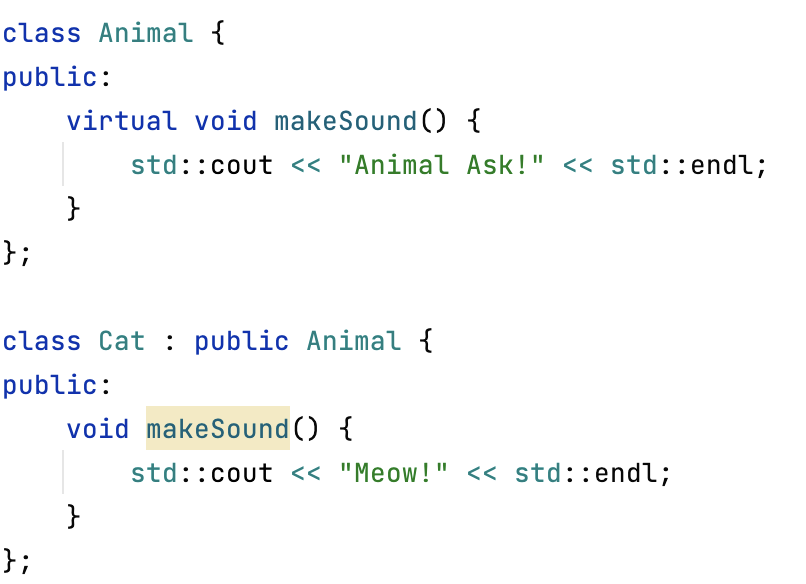 class Animal {
public:
    virtual void makeSound() {
        std::cout << "Animal Ask!" << std::endl;
    }
};

class Cat : public Animal {
public:
    void makeSound() {
        std::cout << "Meow!" << std::endl;
    }
};